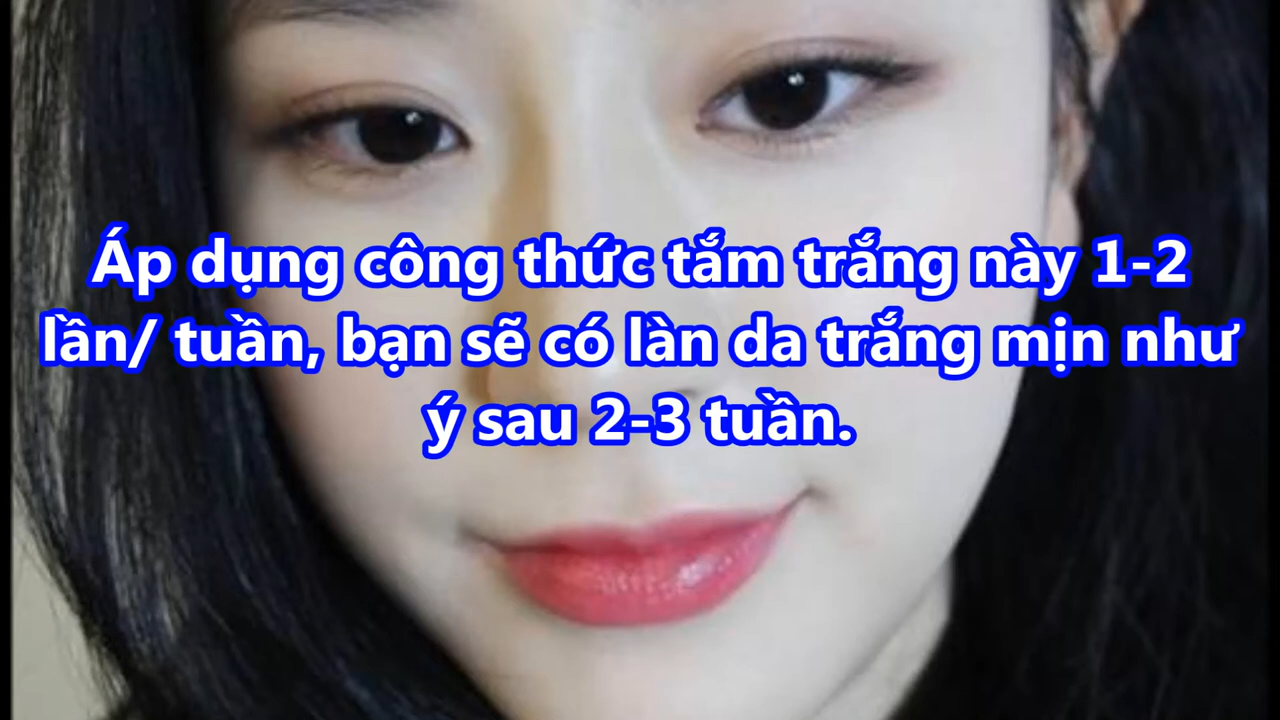 Áp dụng công thức tắm trắng này 1-2
lần/ tuần, bạn sẽ có làn da trắng mịn như
ý sau 2-3 tuần.